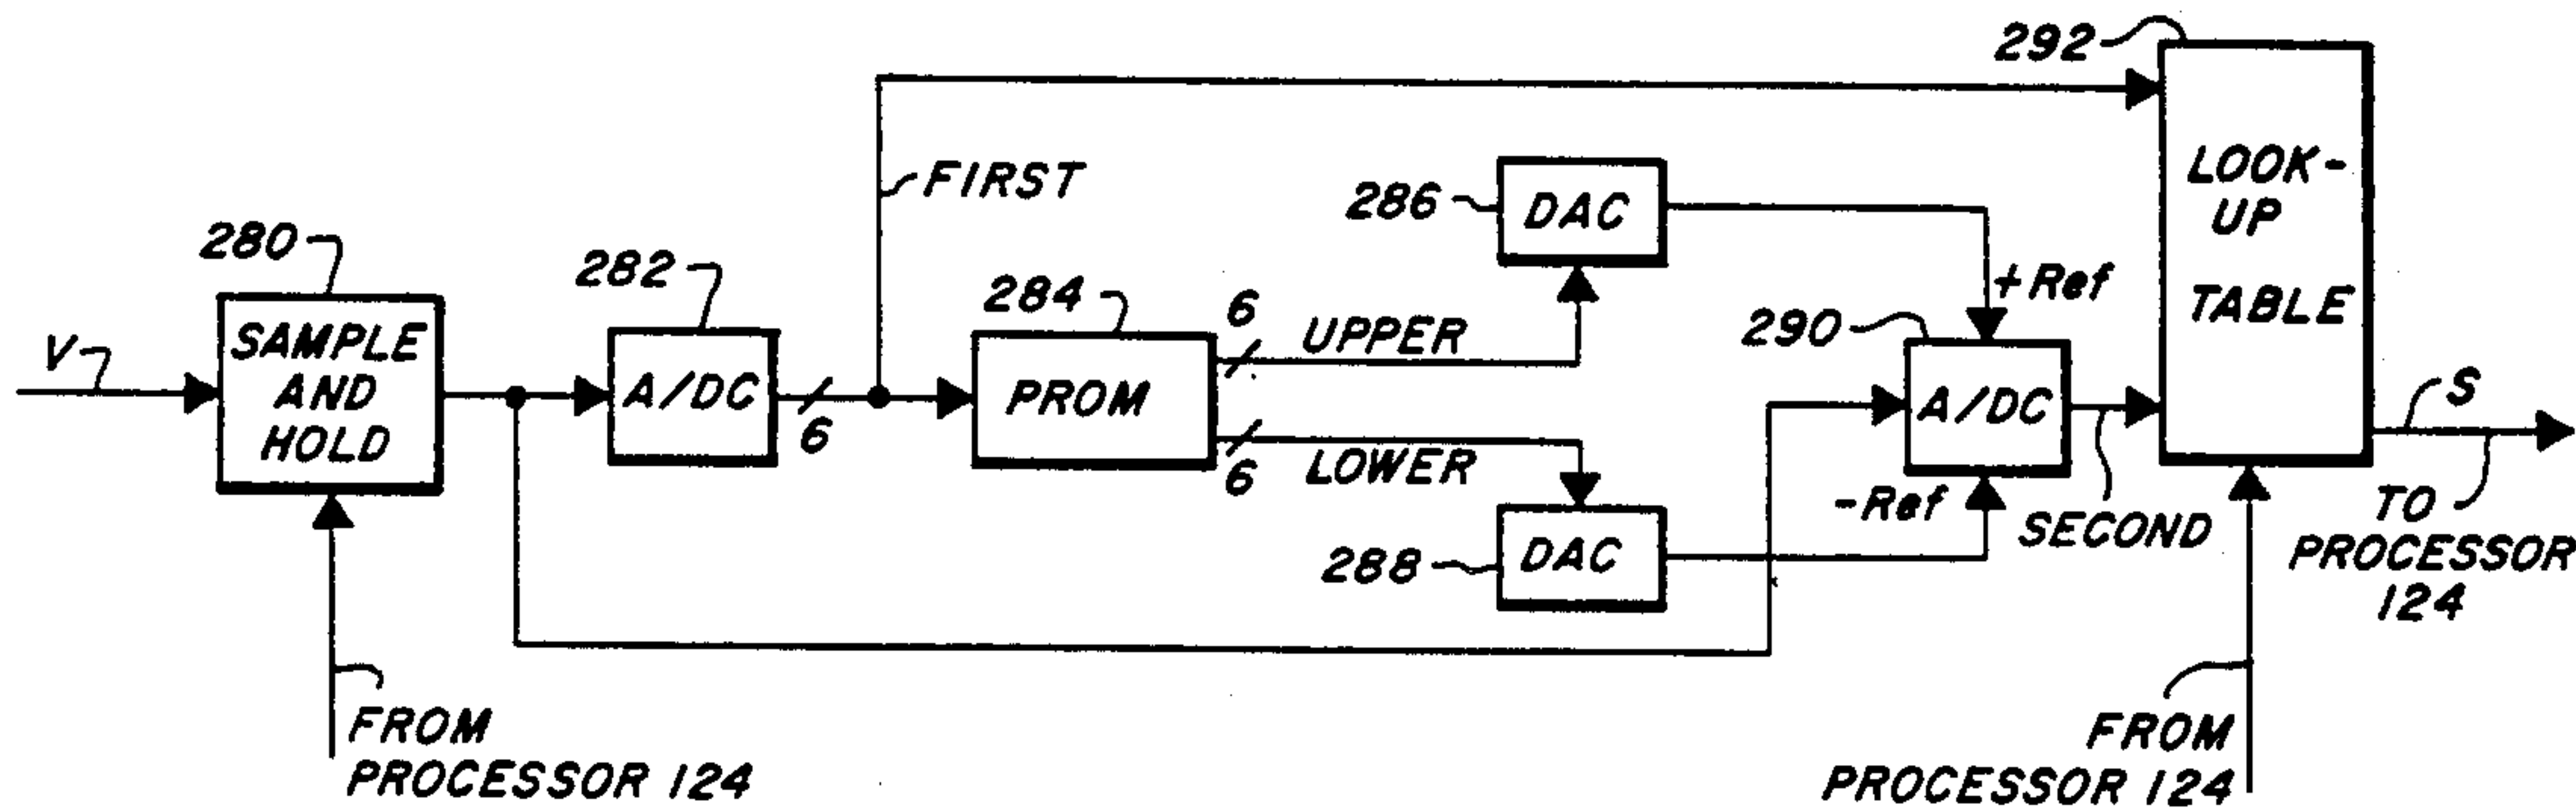 292
LOOK-
UP
TABLE
FIRST
286
DAC
280
282
284
6
UPPER
+Ref
290
V
SAMPLE
AND
HOLD
A/DC
6
PROM
6
LOWER
A/DC
S
-Ref
SECOND
288
DAC
TO
PROCESSOR
124
FROM
PROCESSOR 124
FROM
PROCESSOR 124